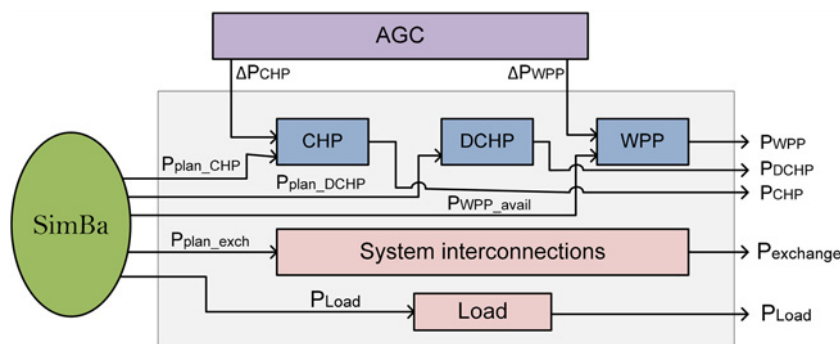 AGC
ΔPCHP ΔPWPP
CHP DCHP WPP
PWPP
Pplan_CHP
PDCHP
Pplan_DCHP
PCHP
PWPP_avail
SimBa
Pplan_exch System interconnections Pexchange
PLoad Load PLoad